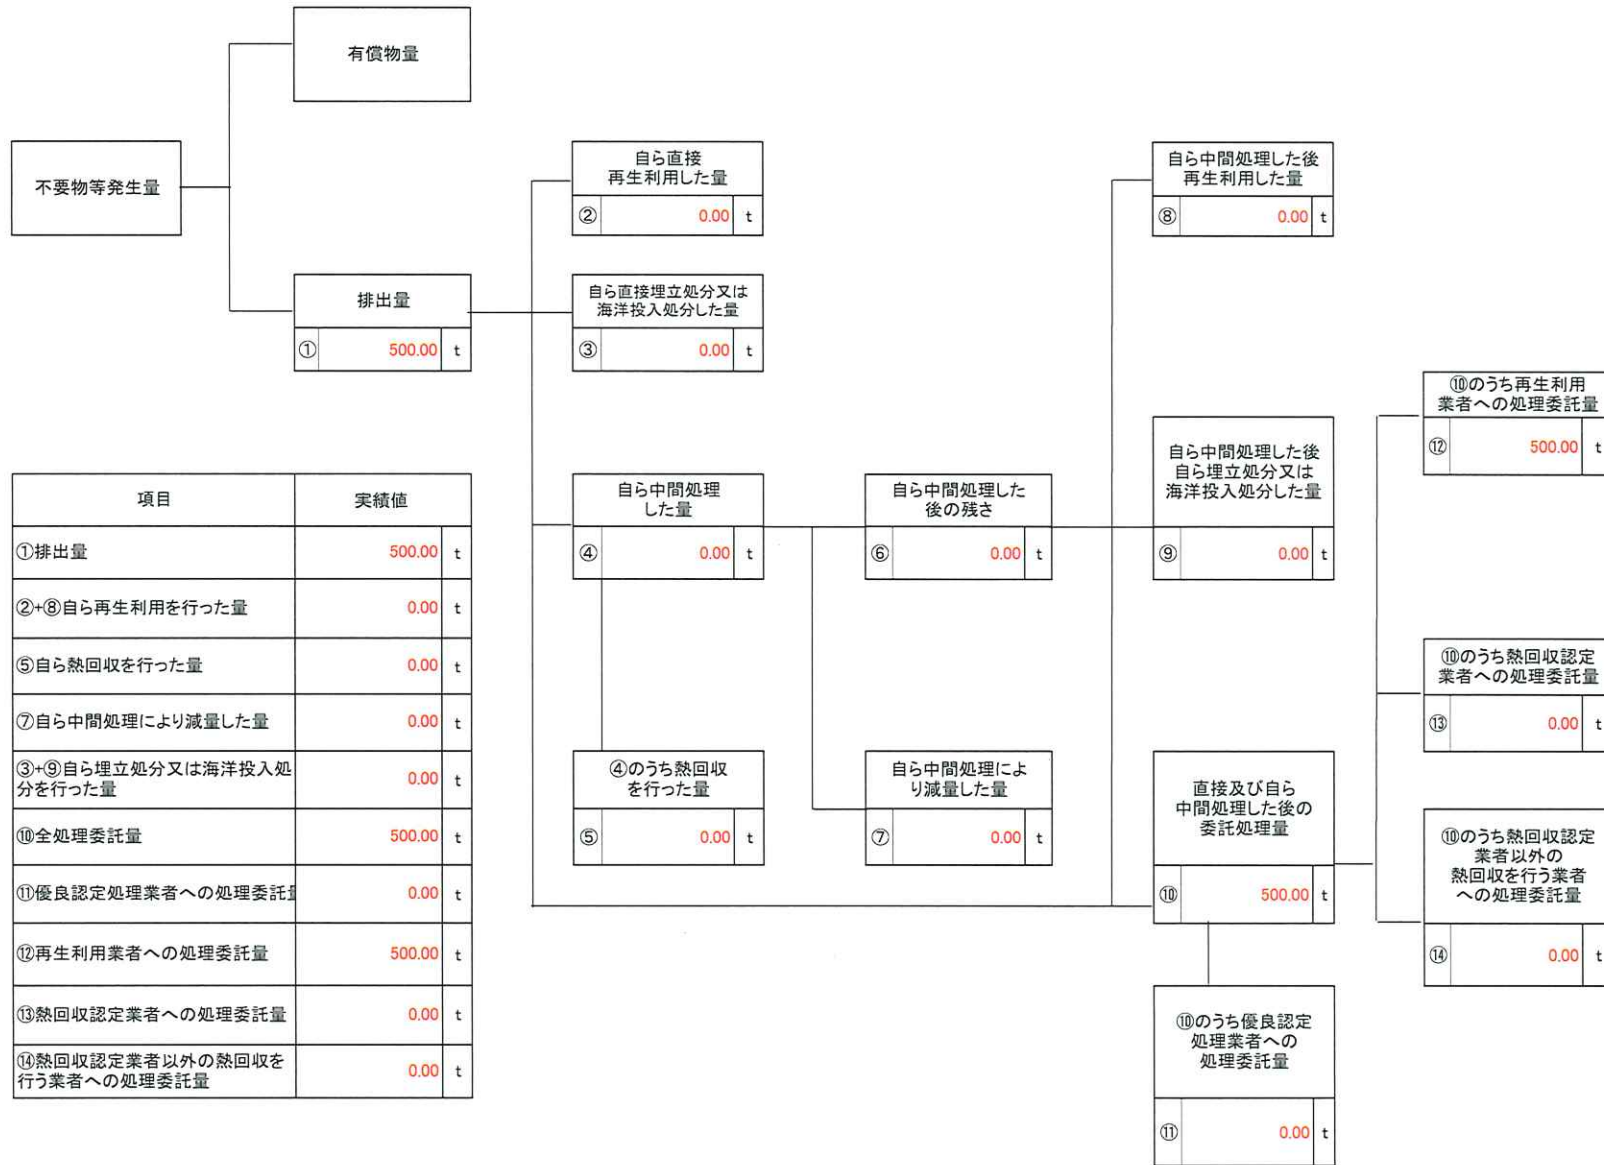 有償物量
不要物等発生量
自ら直接
再生利用した量
② 0.00 t
自ら中間処理した後
再生利用した量
⑧ 0.00 t
排出量
① 500.00 t
自ら直接埋立処分又は
海洋投入処分した量
③ 0.00 t
⑩のうち再生利用
業者への処理委託量
⑫ 500.00 t
自ら中間処理
した量
④ 0.00 t
自ら中間処理した
後の残さ
⑥ 0.00 t
自ら中間処理した後
自ら埋立処分又は
海洋投入処分した量
⑨ 0.00 t
⑩のうち熱回収認定
業者への処理委託量
⑬ 0.00 t
④のうち熱回収
を行った量
⑤ 0.00 t
自ら中間処理によ
り減量した量
⑦ 0.00 t
直接及び自ら
中間処理した後の
委託処理量
⑩ 500.00 t
⑩のうち熱回収認定
業者以外の
熱回収を行う業者
への処理委託量
⑭ 0.00 t
⑩のうち優良認定
処理業者への
処理委託量
⑪ 0.00 t
項目 実績値
①排出量 500.00 t
②+⑧自ら再生利用を行った量 0.00 t
⑤自ら熱回収を行った量 0.00 t
⑦自ら中間処理により減量した量 0.00 t
③+⑨自ら埋立処分又は海洋投入処
分を行った量 0.00 t
⑩全処理委託量 500.00 t
⑪優良認定処理業者への処理委託量 0.00 t
⑫再生利用業者への処理委託量 500.00 t
⑬熱回収認定業者への処理委託量 0.00 t
⑭熱回収認定業者以外の熱回収を
行う業者への処理委託量 0.00 t